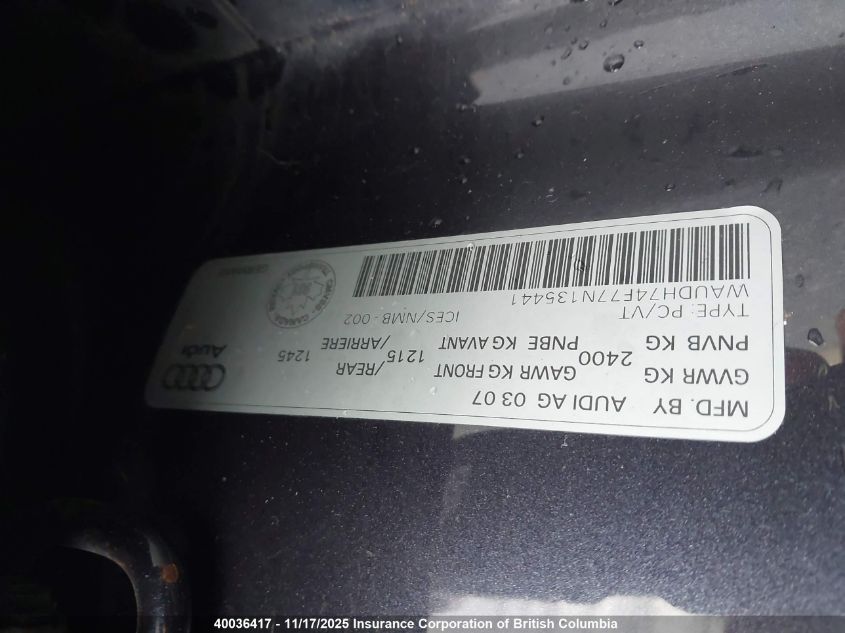 MFD. BY AUDI AG 03 07
GVWR KG GAWR KG FRONT /REAR
2400 1215 1245
PNVB KG PNBE KG AVANT /ARRIERE
TYPE: PC/VT ICES/NMB-002
WAUDH74F77N135441
Audi
GERMANY
40036417 - 11/17/2025 Insurance Corporation of British Columbia